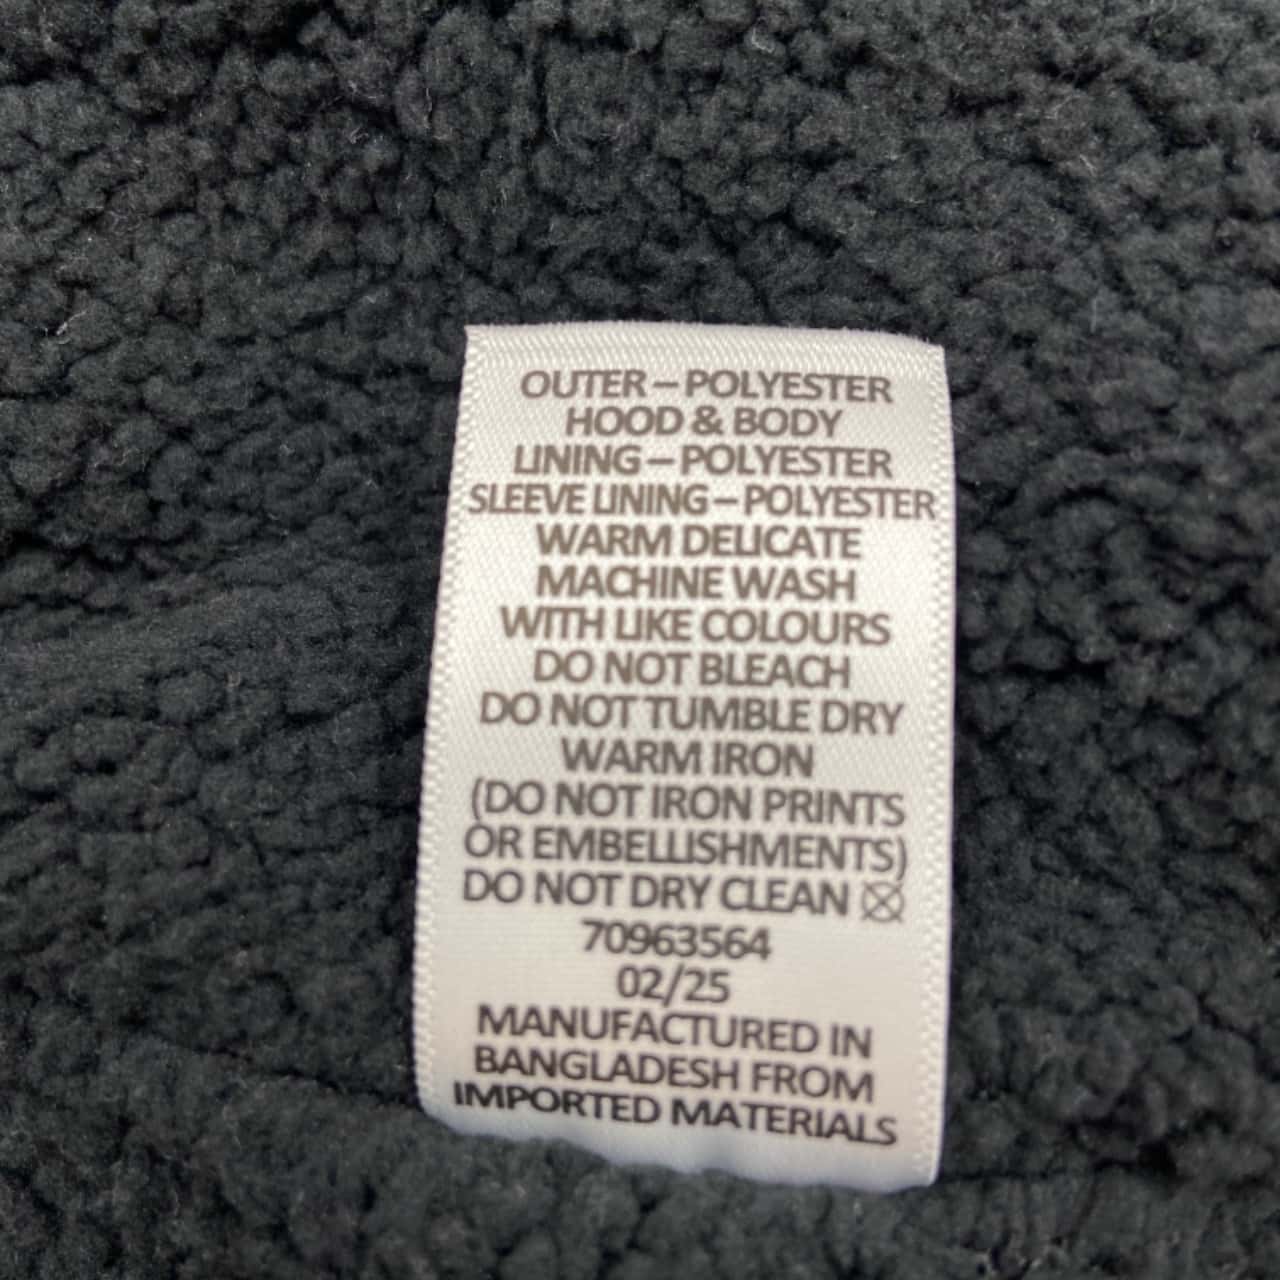 OUTER – POLYESTER
HOOD & BODY
LINING – POLYESTER
SLEEVE LINING – POLYESTER
WARM DELICATE
MACHINE WASH
WITH LIKE COLOURS
DO NOT BLEACH
DO NOT TUMBLE DRY
WARM IRON
(DO NOT IRON PRINTS
OR EMBELLISHMENTS)
DO NOT DRY CLEAN
70963564
02/25
MANUFACTURED IN
BANGLADESH FROM
IMPORTED MATERIALS